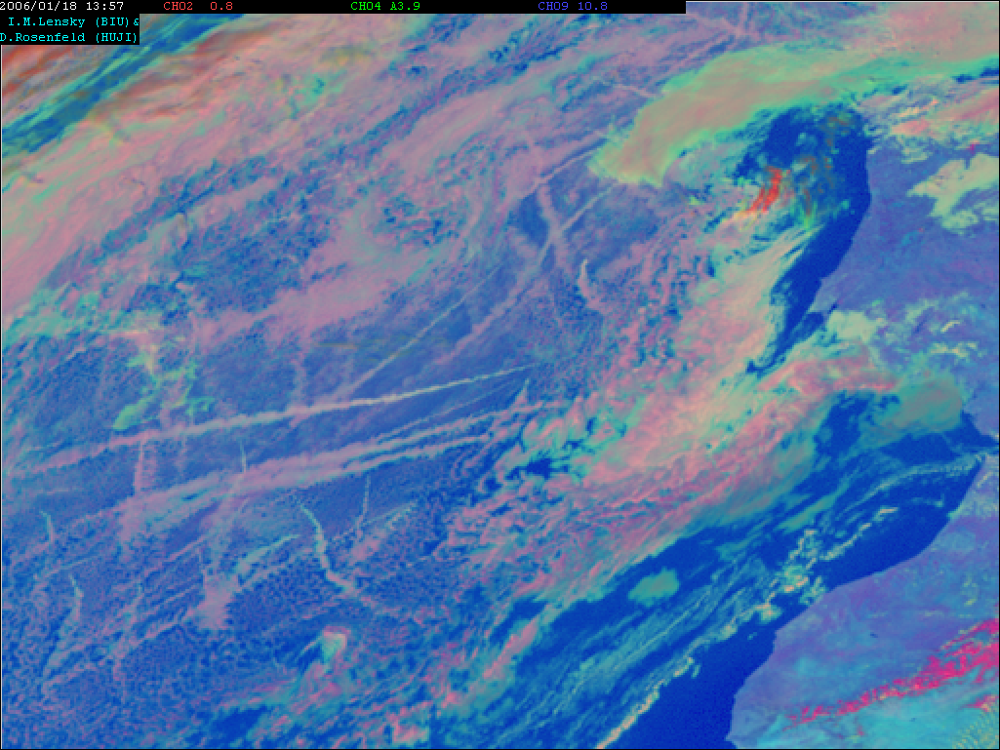 2006/01/18 13:57 CH02 0.8 CH04 A3.9 CH09 10.8
I.M.Lensky (BIU)&
D.Rosenfeld (HUJI)